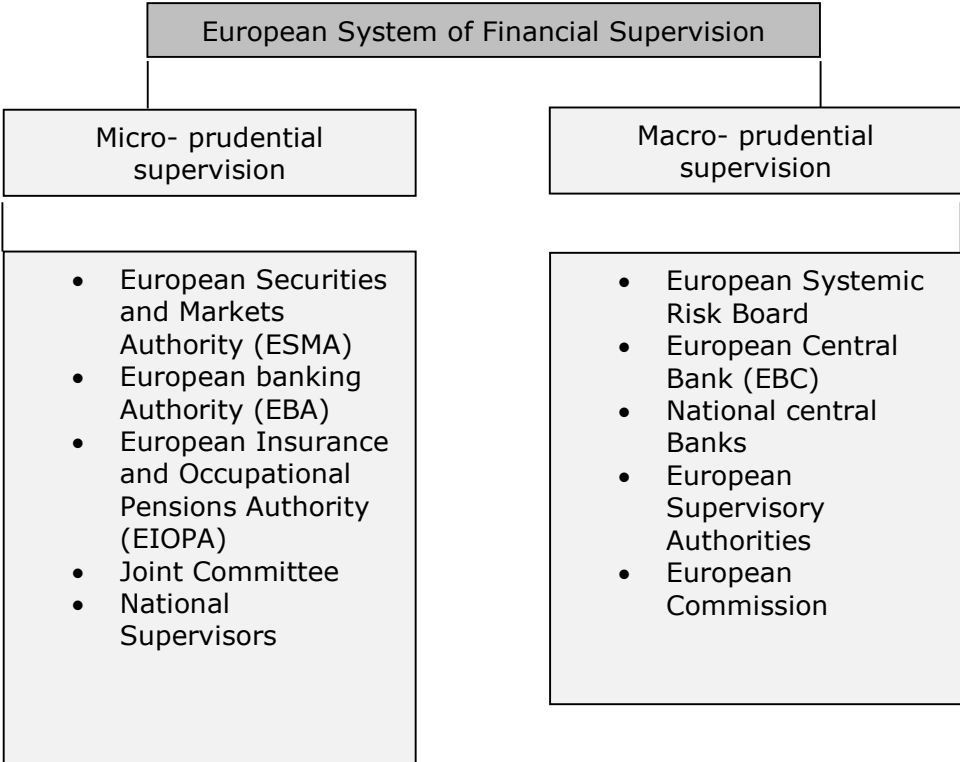 European System of Financial Supervision
Micro- prudential
supervision
Macro- prudential
supervision
• European Securities
and Markets
Authority (ESMA)
• European banking
Authority (EBA)
• European Insurance
and Occupational
Pensions Authority
(EIOPA)
• Joint Committee
• National
Supervisors
• European Systemic
Risk Board
• European Central
Bank (EBC)
• National central
Banks
• European
Supervisory
Authorities
• European
Commission